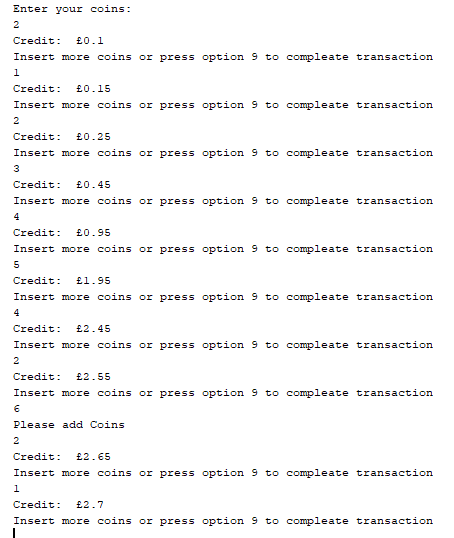 Enter your coins:
2
Credit:  £0.1
Insert more coins or press option 9 to compleate transaction
1
Credit:  £0.15
Insert more coins or press option 9 to compleate transaction
2
Credit:  £0.25
Insert more coins or press option 9 to compleate transaction
3
Credit:  £0.45
Insert more coins or press option 9 to compleate transaction
4
Credit:  £0.95
Insert more coins or press option 9 to compleate transaction
5
Credit:  £1.95
Insert more coins or press option 9 to compleate transaction
4
Credit:  £2.45
Insert more coins or press option 9 to compleate transaction
2
Credit:  £2.55
Insert more coins or press option 9 to compleate transaction
6
Please add Coins
2
Credit:  £2.65
Insert more coins or press option 9 to compleate transaction
1
Credit:  £2.7
Insert more coins or press option 9 to compleate transaction